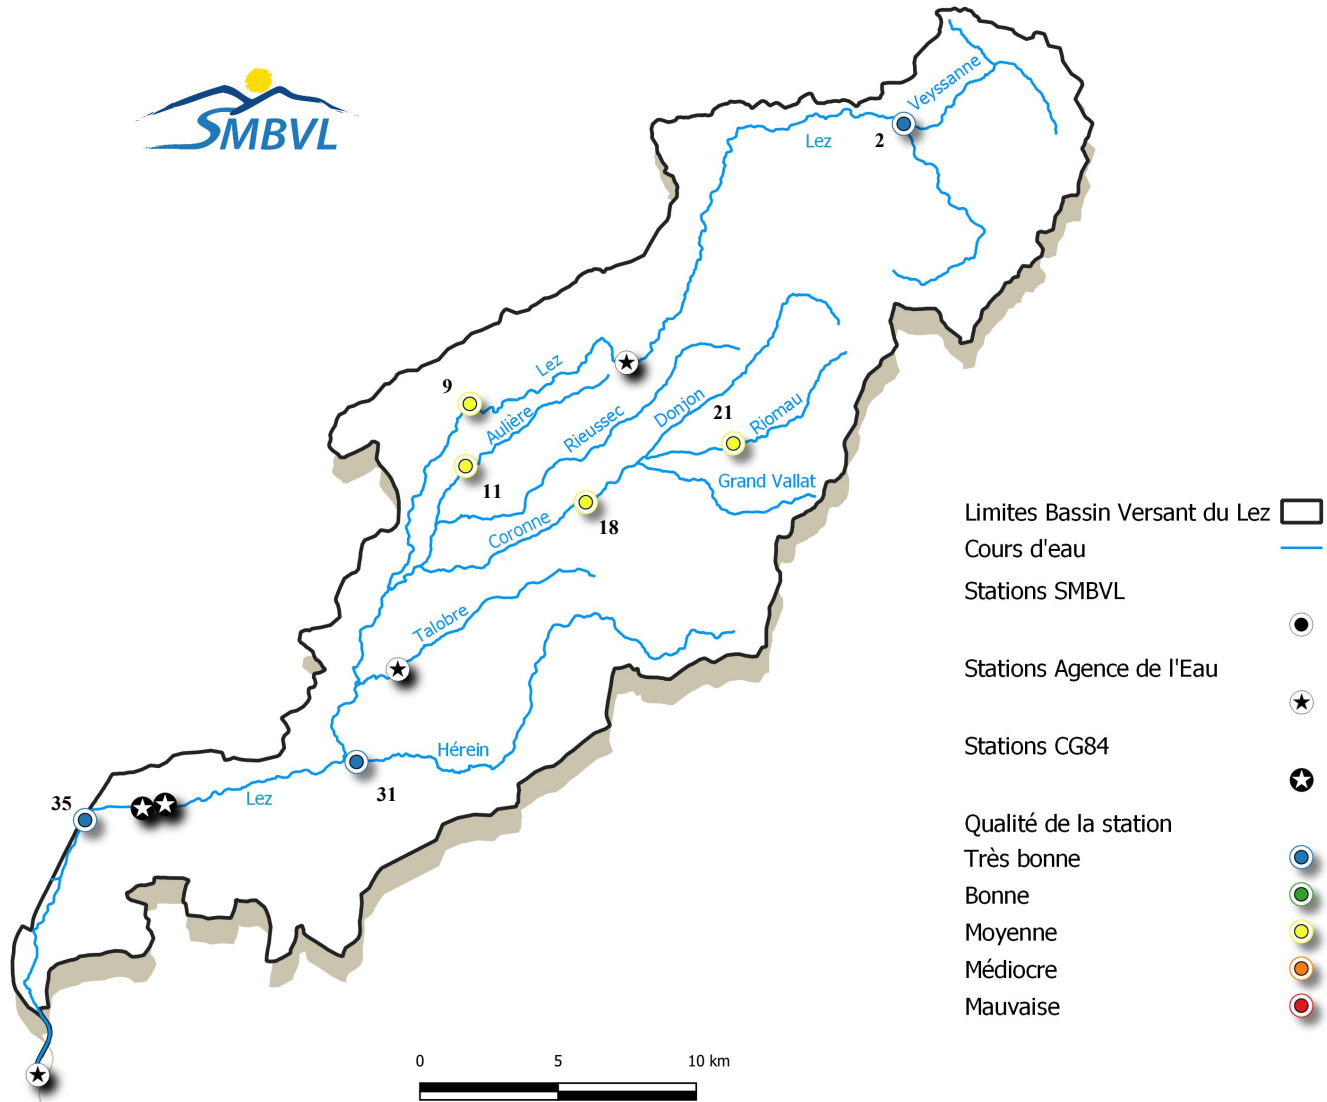 SMBVL
Veyssanne
2
Lez
Lez
9
Aulière
11
Rieussec
Donjon
21
Riomau
Grand Vallat
18
Coronne
Talobre
Hérein
31
Lez
35
Limites Bassin Versant du Lez
Cours d'eau
Stations SMBVL
Stations Agence de l'Eau
Stations CG84
Qualité de la station
Très bonne
Bonne
Moyenne
Médiocre
Mauvaise
0 5 10 km